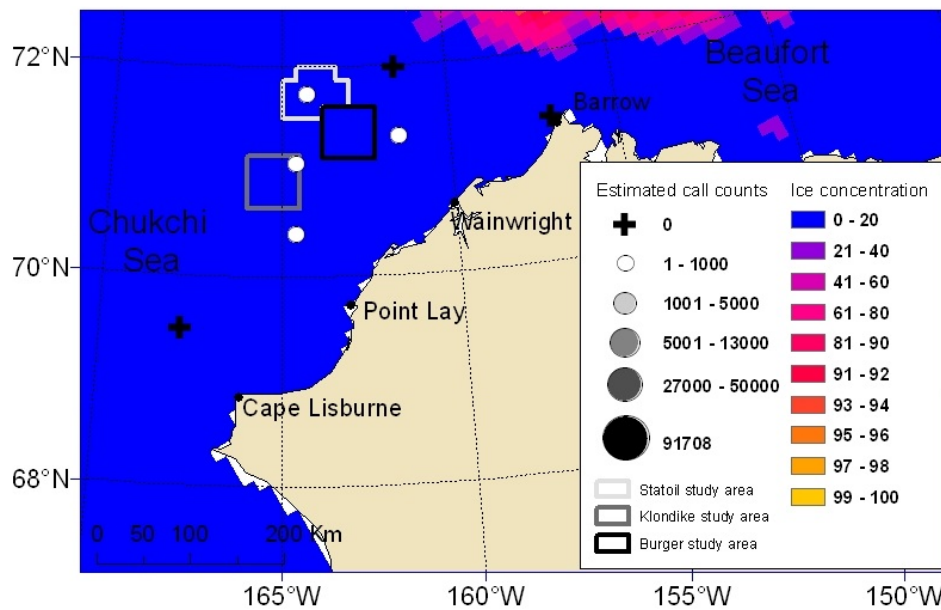 72°N
70°N
68°N
Beaufort
Sea
Barrow
Wainwright
Chukchi
Sea
Point Lay
Cape Lisburne
0 50 100 200 Km
165°W 160°W 155°W 150°W
Estimated call counts
0
1 - 1000
1001 - 5000
5001 - 13000
27000 - 50000
91708
Statoil study area
Klondike study area
Burger study area
Ice concentration
0 - 20
21 - 40
41 - 60
61 - 80
81 - 90
91 - 92
93 - 94
95 - 96
97 - 98
99 - 100